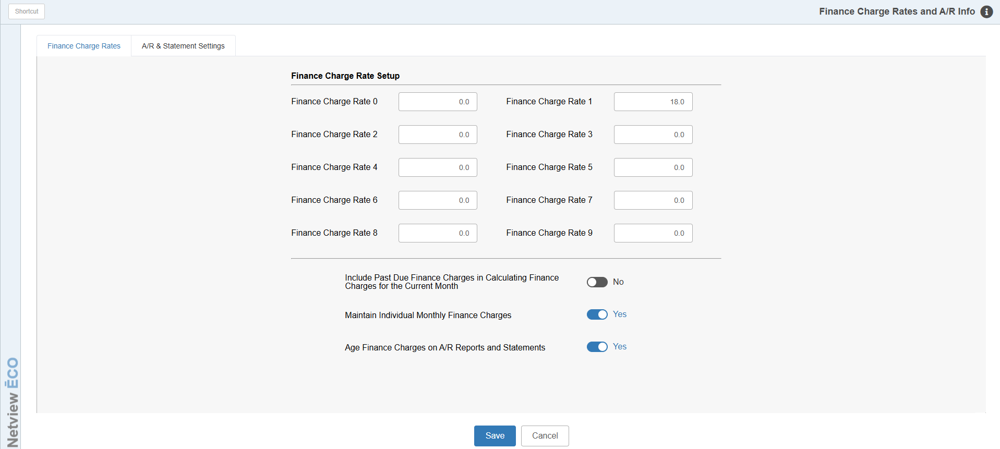 Shortcut
Finance Charge Rates and A/R Info
Finance Charge Rates
A/R & Statement Settings
Finance Charge Rate Setup
Finance Charge Rate 0 0.0 Finance Charge Rate 1 18.0
Finance Charge Rate 2 0.0 Finance Charge Rate 3 0.0
Finance Charge Rate 4 0.0 Finance Charge Rate 5 0.0
Finance Charge Rate 6 0.0 Finance Charge Rate 7 0.0
Finance Charge Rate 8 0.0 Finance Charge Rate 9 0.0
Include Past Due Finance Charges in Calculating Finance
Charges for the Current Month
No
Maintain Individual Monthly Finance Charges Yes
Age Finance Charges on A/R Reports and Statements Yes
Netview ĒCO
Save
Cancel